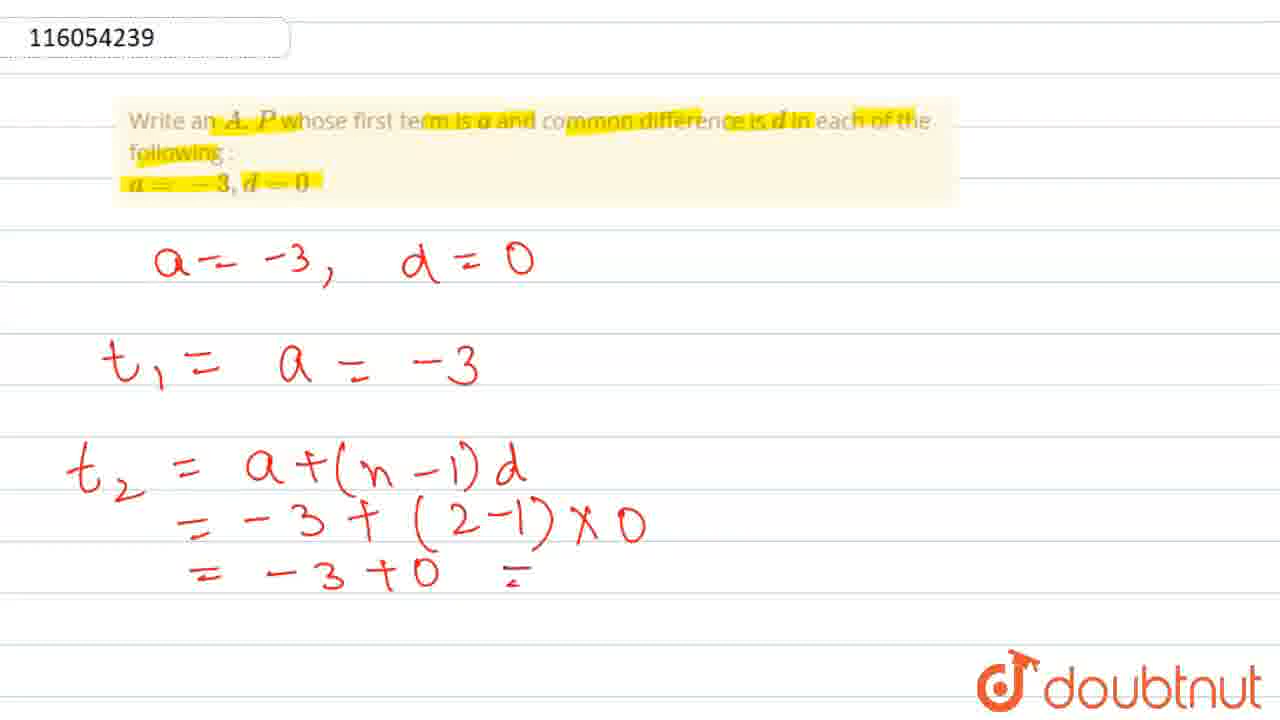 116054239
Write an A. P whose first term is a and common difference is d in each of the
following :
a = - 3, d = 0
a = -3, d = 0
t₁ = a = -3
t₂ = a+(n-1)d
= -3 + (2-1) × 0
= -3 + 0 =
doubtnut